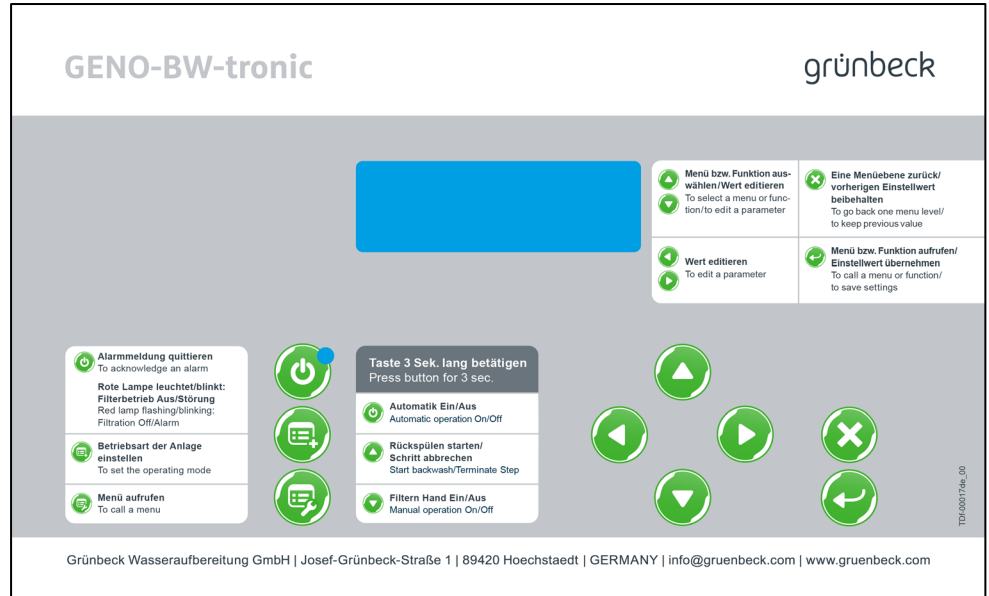 GENO-BW-tronic
grünbeck
Menü bzw. Funktion aus-
wählen/Wert editieren
To select a menu or func-
tion/to edit a parameter
Eine Menüebene zurück/
vorherigen Einstellwert
beibehalten
To go back one menu level/
to keep previous value
Wert editieren
To edit a parameter
Menü bzw. Funktion aufrufen/
Einstellwert übernehmen
To call a menu or function/
to save settings
Alarmmeldung quittieren
To acknowledge an alarm
Rote Lampe leuchtet/blinkt:
Filterbetrieb Aus/Störung
Red lamp flashing/blinking:
Filtration Off/Alarm
Betriebsart der Anlage
einstellen
To set the operating mode
Menü aufrufen
To call a menu
Taste 3 Sek. lang betätigen
Press button for 3 sec.
Automatik Ein/Aus
Automatic operation On/Off
Rückspülen starten/
Schritt abbrechen
Start backwash/Terminate Step
Filtern Hand Ein/Aus
Manual operation On/Off
TDf-00017de_00
Grünbeck Wasseraufbereitung GmbH | Josef-Grünbeck-Straße 1 | 89420 Hoechstaedt | GERMANY | info@gruenbeck.com | www.gruenbeck.com